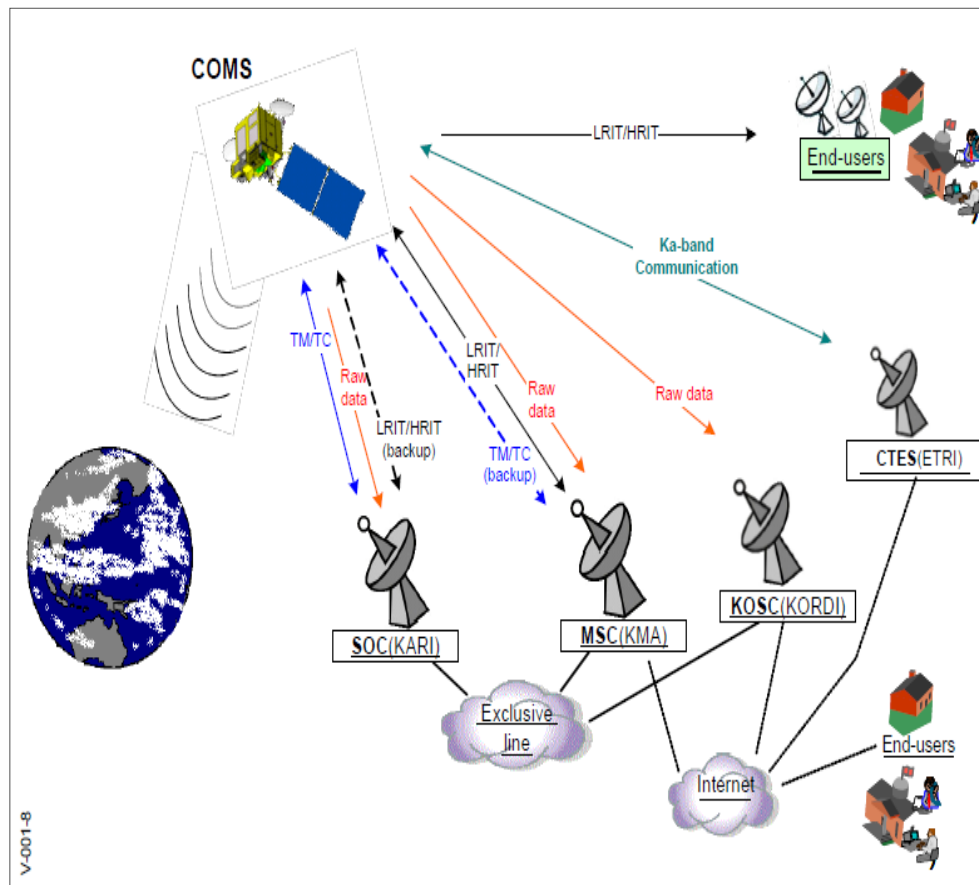 COMS
LRIT/HRIT
End-users
Ka-band
Communication
TM/TC
Raw
data
LRIT/HRIT
(backup)
LRIT/
HRIT
TM/TC
(backup)
Raw
data
Raw data
CTES(ETRI)
KOSC(KORDI)
SOC(KARI)
MSC(KMA)
Exclusive
line
Internet
End-users
V-001-8